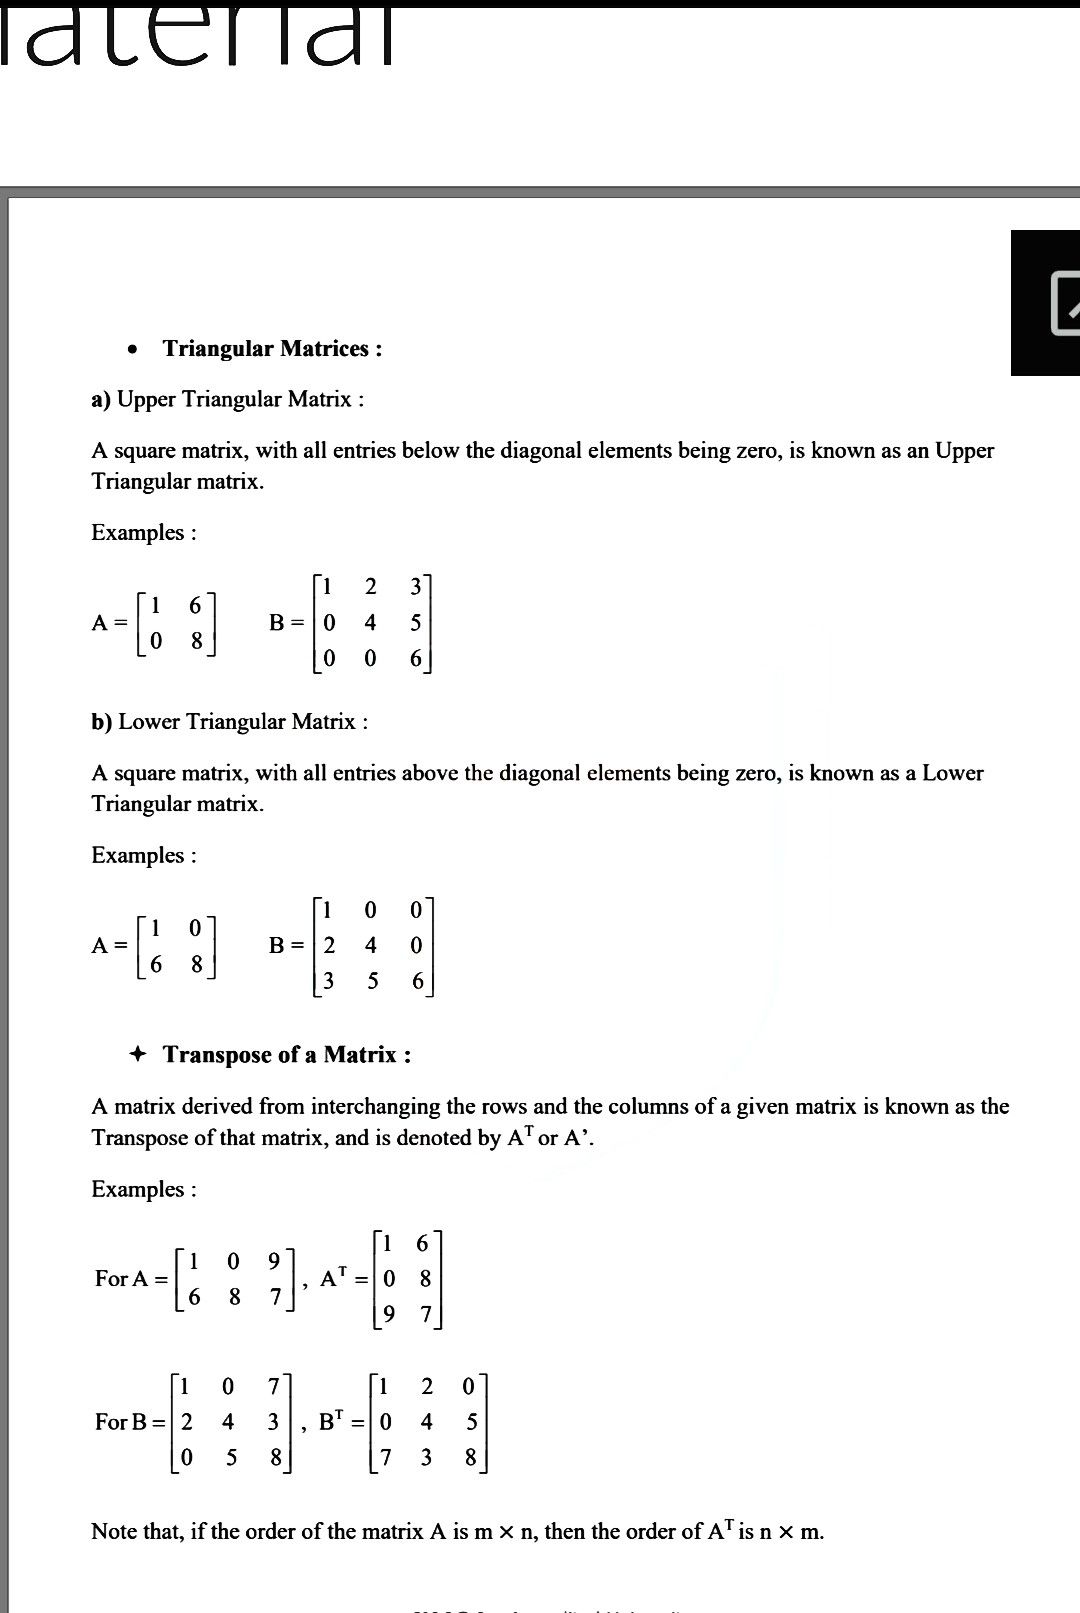 aterial
• Triangular Matrices :
a) Upper Triangular Matrix :
A square matrix, with all entries below the diagonal elements being zero, is known as an Upper
Triangular matrix.
Examples :
A = [1 6; 0 8] B = [1 2 3; 0 4 5; 0 0 6]
b) Lower Triangular Matrix :
A square matrix, with all entries above the diagonal elements being zero, is known as a Lower
Triangular matrix.
Examples :
A = [1 0; 6 8] B = [1 0 0; 2 4 0; 3 5 6]
✦ Transpose of a Matrix :
A matrix derived from interchanging the rows and the columns of a given matrix is known as the
Transpose of that matrix, and is denoted by Aᵀ or A’.
Examples :
For A = [1 0 9; 6 8 7], Aᵀ = [1 6; 0 8; 9 7]
For B = [1 0 7; 2 4 3; 0 5 8], Bᵀ = [1 2 0; 0 4 5; 7 3 8]
Note that, if the order of the matrix A is m × n, then the order of Aᵀ is n × m.